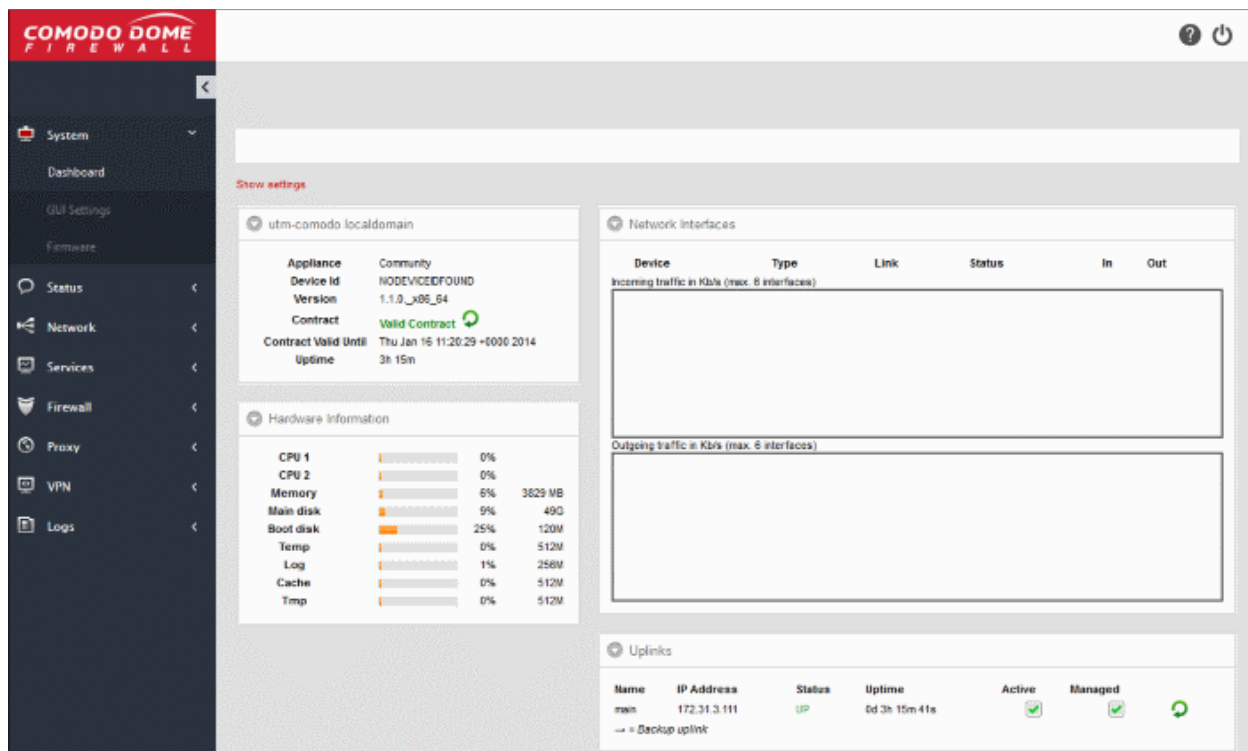 COMODO DOME
FIREWALL
System
Dashboard
GUI Settings
Firmware
Status
Network
Services
Firewall
Proxy
VPN
Logs
Show settings
utm-comodo localdomain
Appliance Community
Device Id NODEVICEIDFOUND
Version 1.1.0._x86_64
Contract Valid Contract
Contract Valid Until Thu Jan 16 11:20:29 +0000 2014
Uptime 3h 15m
Hardware Information
CPU 1 0%
CPU 2 0%
Memory 6% 3829 MB
Main disk 9% 49G
Boot disk 25% 120M
Temp 0% 512M
Log 1% 256M
Cache 0% 512M
Tmp 0% 512M
Network Interfaces
Device Type Link Status In Out
Incoming traffic in Kb/s (max. 6 interfaces)
Outgoing traffic in Kb/s (max. 6 interfaces)
Uplinks
Name IP Address Status Uptime Active Managed
main 172.31.3.111 UP 0d 3h 15m 41s
→ = Backup uplink